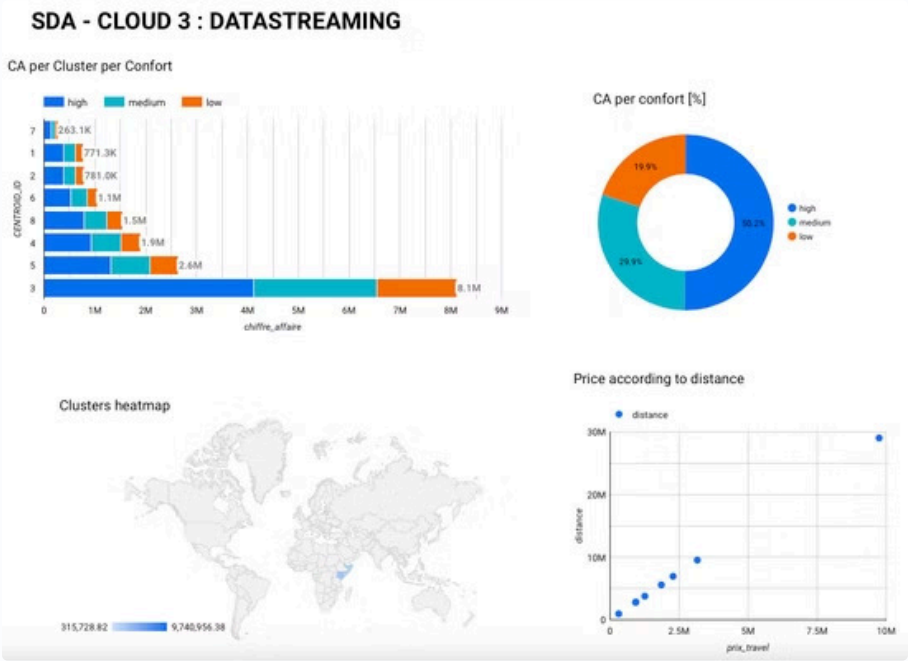 SDA - CLOUD 3 : DATASTREAMING
CA per Cluster per Confort
high medium low
7 263.1K
1 771.3K
2 781.0K
6 1.1M
8 1.5M
4 1.9M
5 2.6M
3 8.1M
CENTROID_ID
0 1M 2M 3M 4M 5M 6M 7M 8M 9M
chiffre_affaire
CA per confort [%]
19.9%
50.2%
29.9%
high
medium
low
Clusters heatmap
315,728.82 9,740,956.38
Price according to distance
distance
30M
20M
10M
0
distance
0 2.5M 5M 7.5M 10M
prix_travel